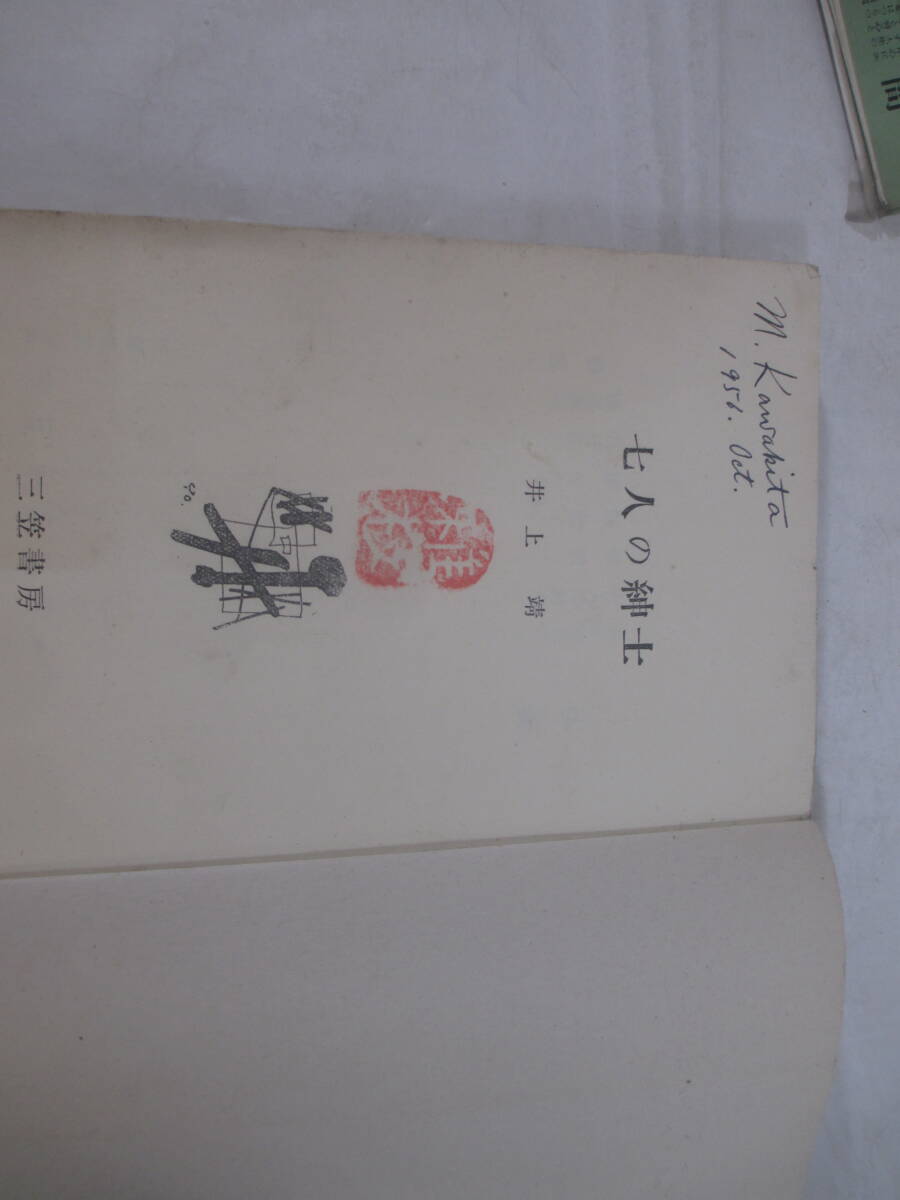 M. Kawakita
1951. Oct.
七人の紳士
井上 靖
三笠書房